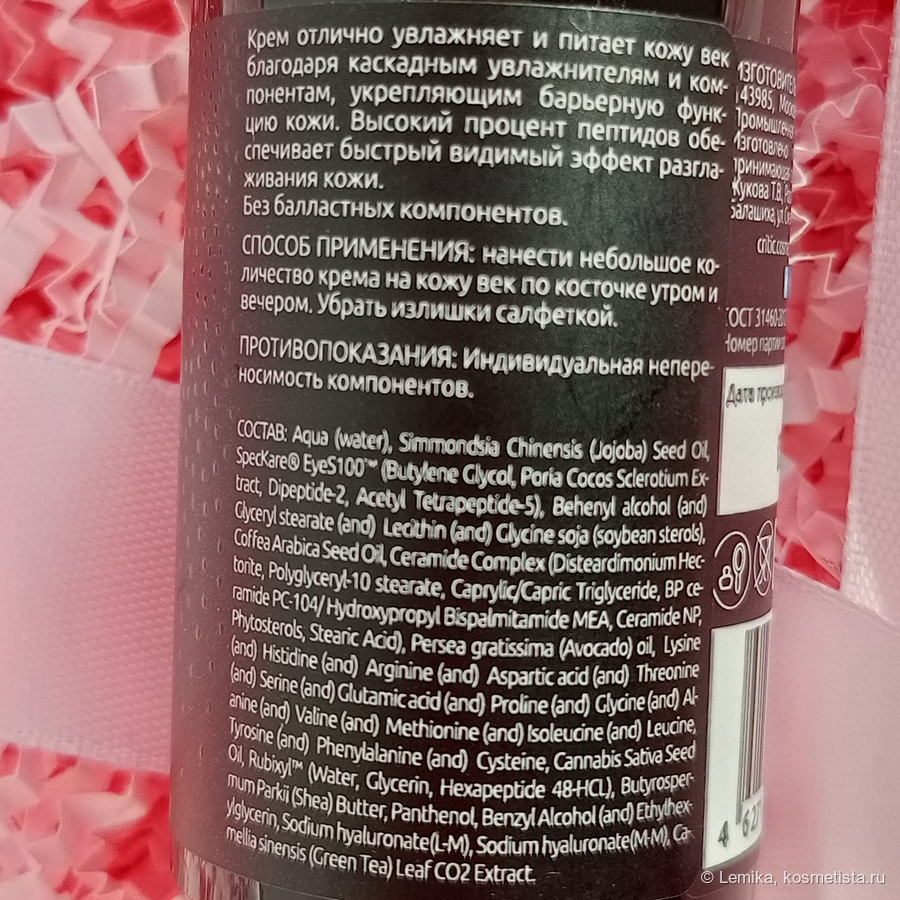 Крем отлично увлажняет и питает кожу век
благодаря каскадным увлажнителям и ком-
понентам, укрепляющим барьерную функ-
цию кожи. Высокий процент пептидов обе-
спечивает быстрый видимый эффект разгла-
живания кожи.
Без балластных компонентов.
СПОСОБ ПРИМЕНЕНИЯ: нанести небольшое ко-
личество крема на кожу век по косточке утром и
вечером. Убрать излишки салфеткой.
ПРОТИВОПОКАЗАНИЯ: Индивидуальная непере-
носимость компонентов.
СОСТАВ: Aqua (water), Simmondsia Chinensis (Jojoba) Seed Oil,
SpecKare® EyeS100™ (Butylene Glycol, Poria Cocos Sclerotium Ex-
tract, Dipeptide-2, Acetyl Tetrapeptide-5), Behenyl alcohol (and)
Glyceryl stearate (and) Lecithin (and) Glycine soja (soybean sterols),
Coffea Arabica Seed Oil, Ceramide Complex (Disteardimonium Hec-
torite, Polyglyceryl-10 stearate, Caprylic/Capric Triglyceride, BP ce-
ramide PC-104/ Hydroxypropyl Bispalmitamide MEA, Ceramide NP,
Phytosterols, Stearic Acid), Persea gratissima (Avocado) oil, Lysine
(and) Histidine (and) Arginine (and) Aspartic acid (and) Threonine
(and) Serine (and) Glutamic acid (and) Proline (and) Glycine (and) Al-
anine (and) Valine (and) Methionine (and) Isoleucine (and) Leucine,
Tyrosine (and) Phenylalanine (and) Cysteine, Cannabis Sativa Seed
Oil, Rubixyl™ (Water, Glycerin, Hexapeptide 48-HCL), Butyrosper-
mum Parkii (Shea) Butter, Panthenol, Benzyl Alcohol (and) Ethylhex-
ylglycerin, Sodium hyaluronate (L-M), Sodium hyaluronate (M-M), Ca-
mellia sinensis (Green Tea) Leaf CO2 Extract.
43985,
Изготовлено
Жукова Т.В,
Балашиха, ул.
ГОСТ 31460-
Номер партии
Дата
4 627
© Lemika, kosmetista.ru